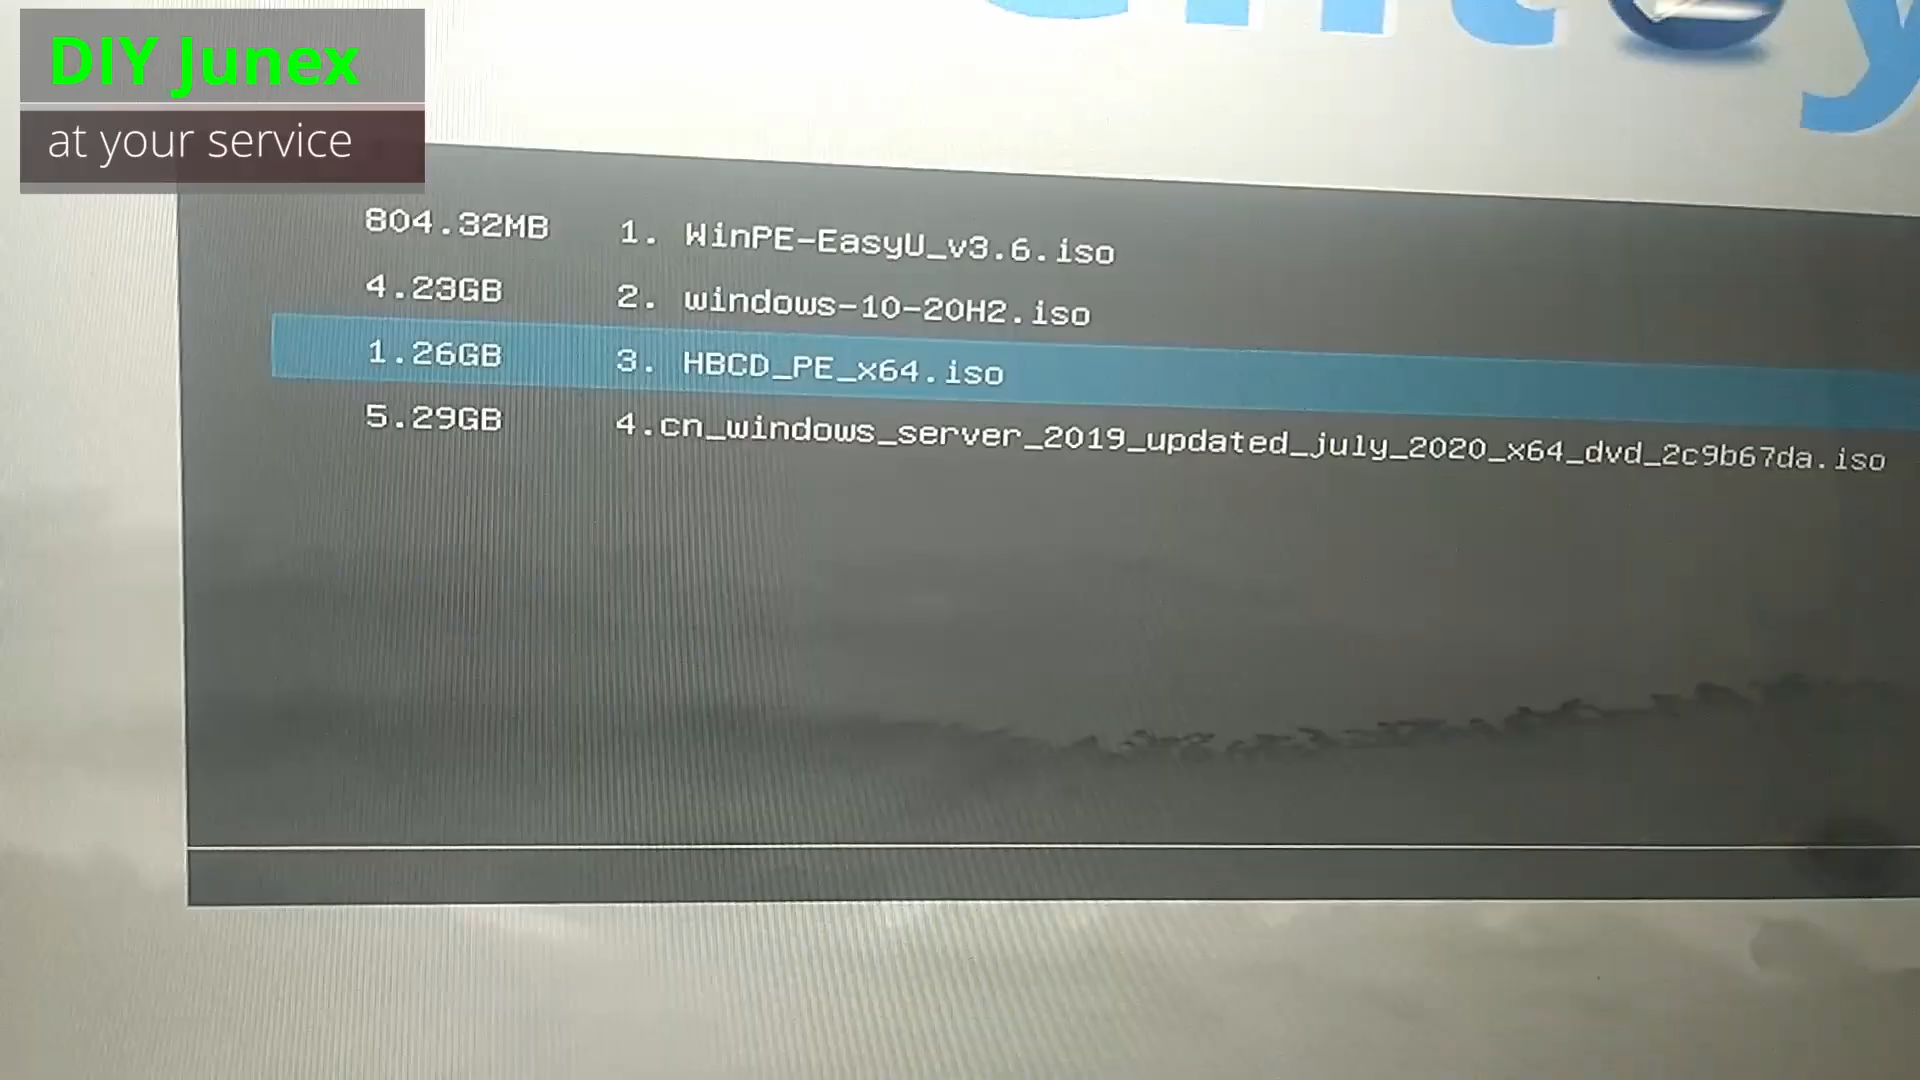 DIY Junex
at your service
804.32MB 1. WinPE-EasyU_v3.6.iso
4.23GB 2. windows-10-20H2.iso
1.26GB 3. HBCD_PE_x64.iso
5.29GB 4.cn_windows_server_2019_updated_july_2020_x64_dvd_2c9b67da.iso